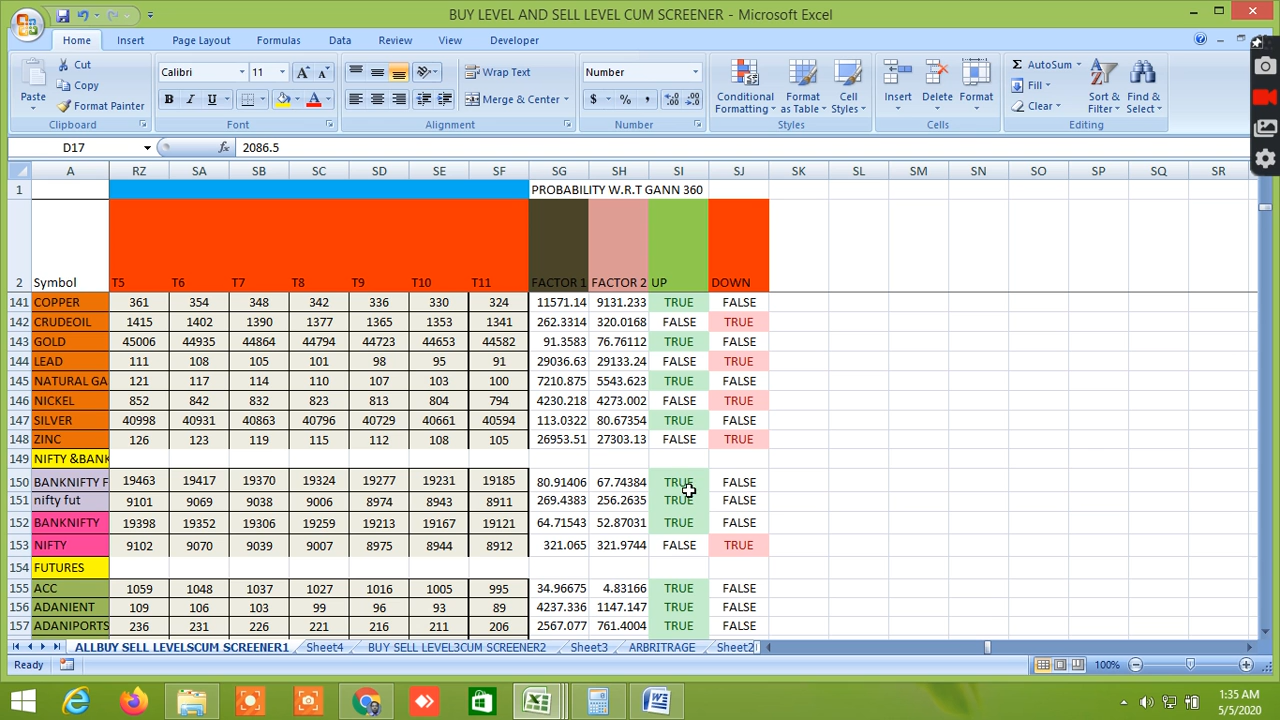 BUY LEVEL AND SELL LEVEL CUM SCREENER - Microsoft Excel
Home Insert Page Layout Formulas Data Review View Developer
Paste Cut Copy Format Painter Clipboard
Calibri 11 A A B I U A Font
Wrap Text Merge & Center Alignment
Number $ % , Number
Conditional Formatting Format as Table Cell Styles Styles
Insert Delete Format Cells
Σ AutoSum Fill Clear Sort & Filter Find & Select Editing
D17 fx 2086.5
A RZ SA SB SC SD SE SF SG SH SI SJ SK SL SM SN SO SP SQ SR
1 PROBABILITY W.R.T GANN 360
2 Symbol T5 T6 T7 T8 T9 T10 T11 FACTOR 1 FACTOR 2 UP DOWN
141 COPPER 361 354 348 342 336 330 324 11571.14 9131.233 TRUE FALSE
142 CRUDEOIL 1415 1402 1390 1377 1365 1353 1341 262.3314 320.0168 FALSE TRUE
143 GOLD 45006 44935 44864 44794 44723 44653 44582 91.3583 76.76112 TRUE FALSE
144 LEAD 111 108 105 101 98 95 91 29036.63 29133.24 FALSE TRUE
145 NATURAL GA 121 117 114 110 107 103 100 7210.875 5543.623 TRUE FALSE
146 NICKEL 852 842 832 823 813 804 794 4230.218 4273.002 FALSE TRUE
147 SILVER 40998 40931 40863 40796 40729 40661 40594 113.0322 80.67354 TRUE FALSE
148 ZINC 126 123 119 115 112 108 105 26953.51 27303.13 FALSE TRUE
149 NIFTY &BANK
150 BANKNIFTY F 19463 19417 19370 19324 19277 19231 19185 80.91406 67.74384 TRUE FALSE
151 nifty fut 9101 9069 9038 9006 8974 8943 8911 269.4383 256.2635 TRUE FALSE
152 BANKNIFTY 19398 19352 19306 19259 19213 19167 19121 64.71543 52.87031 TRUE FALSE
153 NIFTY 9102 9070 9039 9007 8975 8944 8912 321.065 321.9744 FALSE TRUE
154 FUTURES
155 ACC 1059 1048 1037 1027 1016 1005 995 34.96675 4.83166 TRUE FALSE
156 ADANIENT 109 106 103 99 96 93 89 4237.336 1147.147 TRUE FALSE
157 ADANIPORTS 236 231 226 221 216 211 206 2567.077 761.4004 TRUE FALSE
ALLBUY SELL LEVELSCUM SCREENER1 Sheet4 BUY SELL LEVEL3CUM SCREENER2 Sheet3 ARBRITRAGE Sheet2
Ready 100%
1:35 AM
5/5/2020